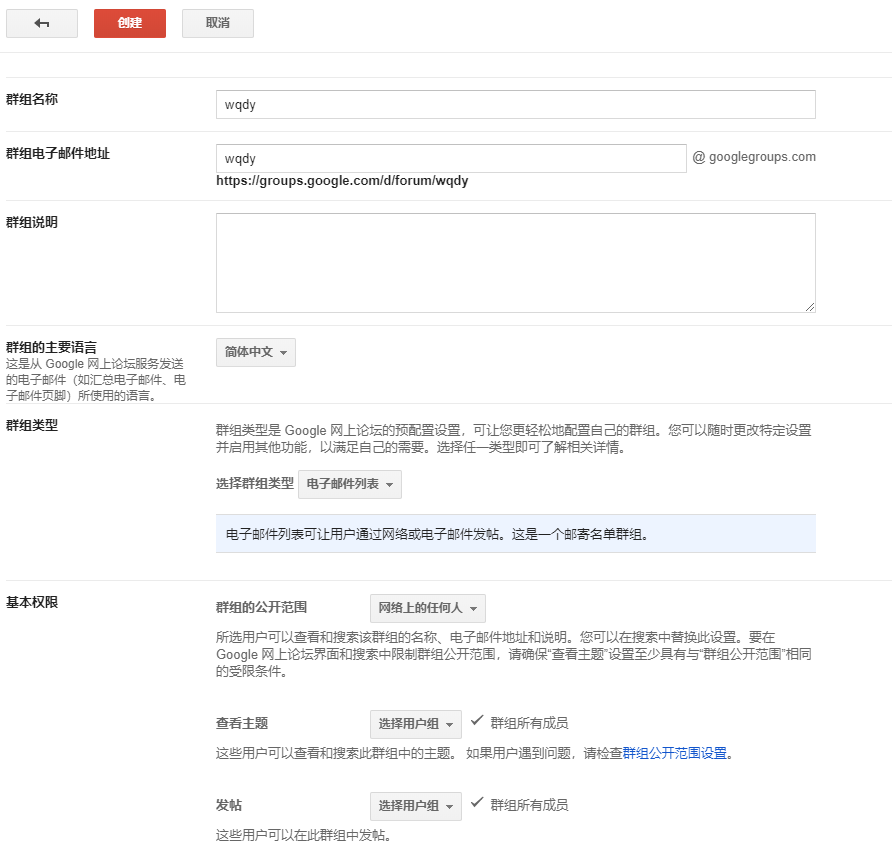 创建
取消
群组名称
wqdy
群组电子邮件地址
wqdy
@ googlegroups.com
https://groups.google.com/d/forum/wqdy
群组说明
群组的主要语言
这是从 Google 网上论坛服务发送
的电子邮件（如汇总电子邮件、电
子邮件页脚）所使用的语言。
简体中文
群组类型
群组类型是 Google 网上论坛的预配置设置，可让您更轻松地配置自己的群组。您可以随时更改特定设置
并启用其他功能，以满足自己的需要。选择任一类型即可了解相关详情。
选择群组类型 电子邮件列表
电子邮件列表可让用户通过网络或电子邮件发帖。这是一个邮寄名单群组。
基本权限
群组的公开范围 网络上的任何人
所选用户可以查看和搜索该群组的名称、电子邮件地址和说明。您可以在搜索中替换此设置。要在
Google 网上论坛界面和搜索中限制群组公开范围，请确保“查看主题”设置至少具有与“群组公开范围”相同
的受限条件。
查看主题 选择用户组 群组所有成员
这些用户可以查看和搜索此群组中的主题。 如果用户遇到问题，请检查群组公开范围设置。
发帖 选择用户组 群组所有成员
这些用户可以在此群组中发帖。